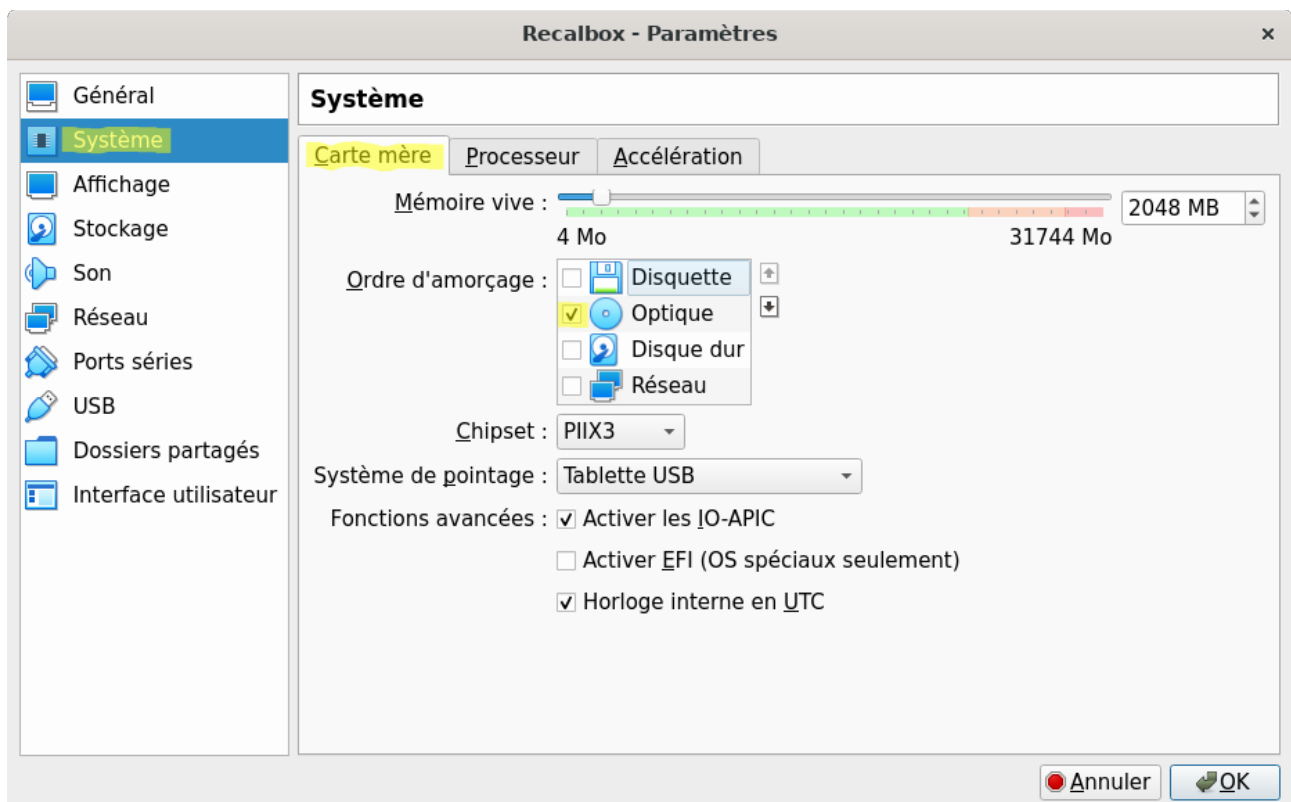 Recalbox - Paramètres ×
Général
Système
Affichage
Stockage
Son
Réseau
Ports séries
USB
Dossiers partagés
Interface utilisateur
Système
Carte mère Processeur Accélération
Mémoire vive : 2048 MB
4 Mo 31744 Mo
Ordre d'amorçage : Disquette
Optique
Disque dur
Réseau
Chipset : PIIX3
Système de pointage : Tablette USB
Fonctions avancées : Activer les IO-APIC
Activer EFI (OS spéciaux seulement)
Horloge interne en UTC
Annuler OK